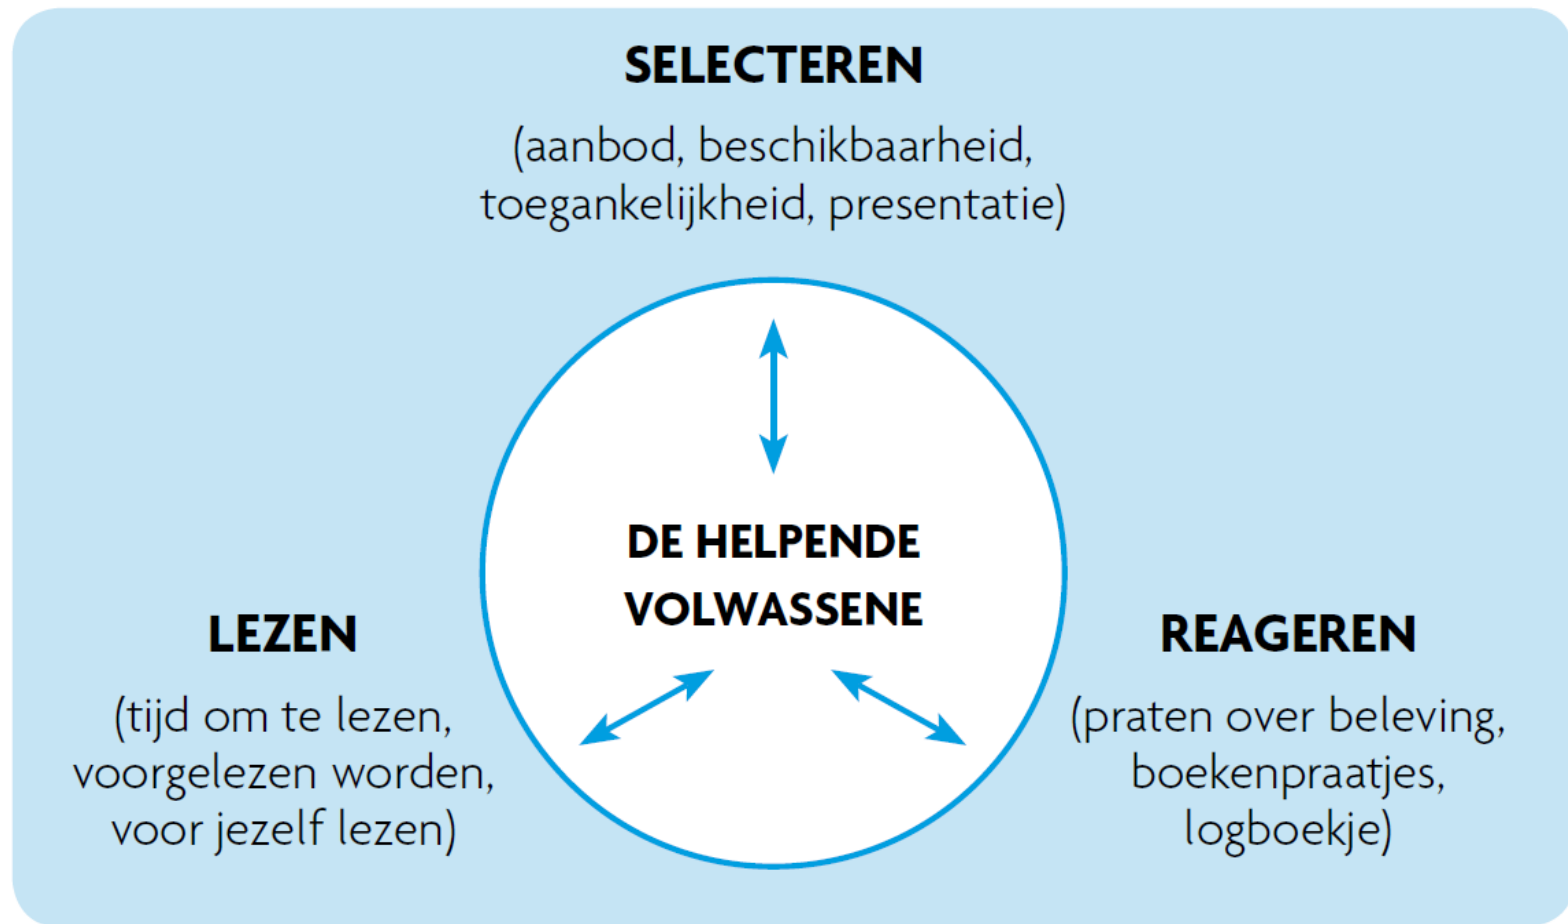 SELECTEREN
(aanbod, beschikbaarheid,
toegankelijkheid, presentatie)
DE HELPENDE
VOLWASSENE
LEZEN
(tijd om te lezen,
voorgelezen worden,
voor jezelf lezen)
REAGEREN
(praten over beleving,
boekenpraatjes,
logboekje)